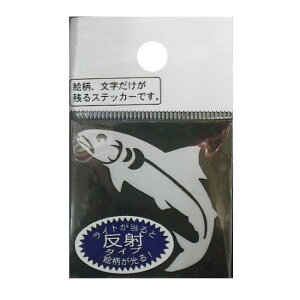 絵柄、文字だけが
残るステッカーです。
ライトが当ると
反射
タイプ
絵柄が光る!